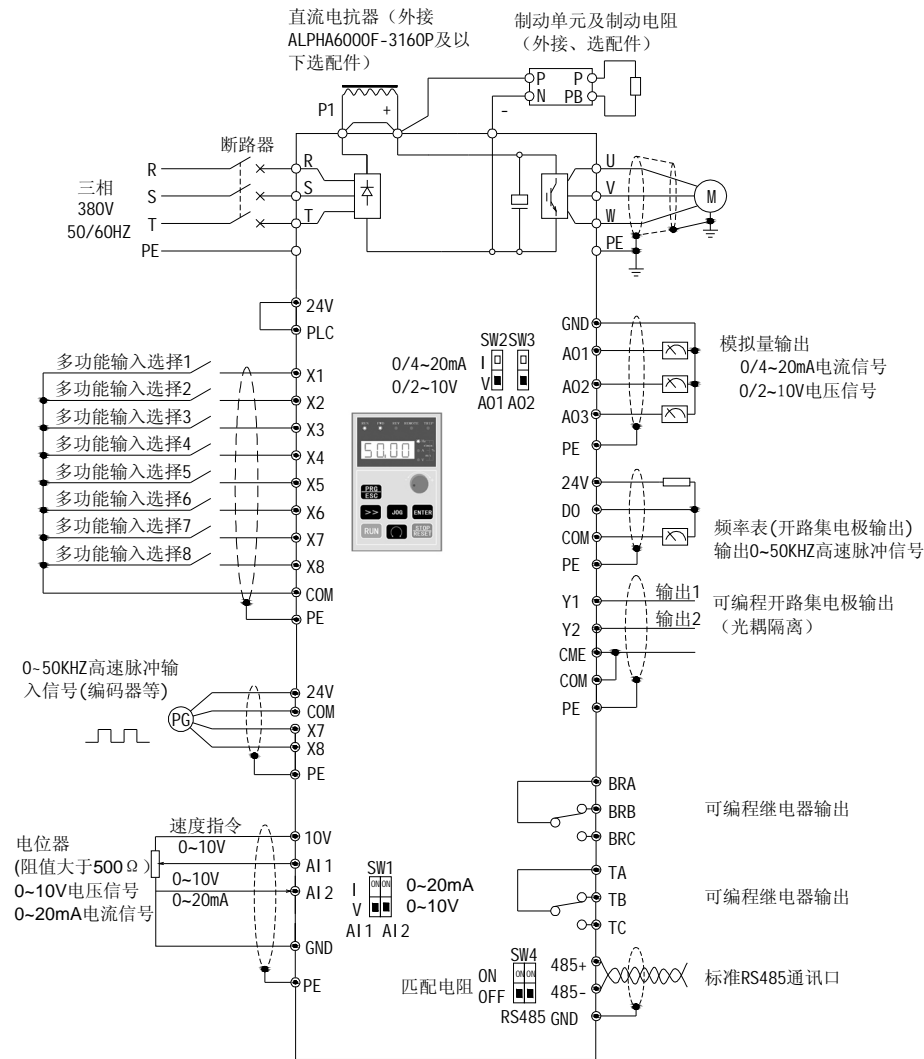 直流电抗器（外接
ALPHA6000F-3160P及以
下选配件）
制动单元及制动电阻
（外接、选配件）
P P
N PB
P1 + -
断路器
三相
380V
50/60HZ
R
S
T
PE
R
S
T
U
V
W
PE
M
24V
PLC
多功能输入选择1
多功能输入选择2
多功能输入选择3
多功能输入选择4
多功能输入选择5
多功能输入选择6
多功能输入选择7
多功能输入选择8
X1
X2
X3
X4
X5
X6
X7
X8
COM
PE
SW2SW3
0/4~20mA I
0/2~10V V
AO1 AO2
50.00
PRG
ESC
>> JOG ENTER
RUN STOP
RESET
GND
AO1
AO2
AO3
PE
模拟量输出
0/4~20mA电流信号
0/2~10V电压信号
24V
DO
COM
PE
频率表(开路集电极输出)
输出0~50KHZ高速脉冲信号
Y1 输出1
Y2 输出2
CME
COM
PE
可编程开路集电极输出
（光耦隔离）
0~50KHZ高速脉冲输
入信号(编码器等)
PG
24V
COM
X7
X8
PE
BRA
BRB
BRC
可编程继电器输出
TA
TB
TC
可编程继电器输出
电位器
(阻值大于500Ω)
0~10V电压信号
0~20mA电流信号
速度指令
0~10V
0~10V
0~20mA
10V
AI1
AI2
GND
PE
SW1
I ON ON 0~20mA
V 0~10V
AI1 AI2
SW4
匹配电阻
ON ON ON
OFF
RS485
485+
485-
GND
标准RS485通讯口